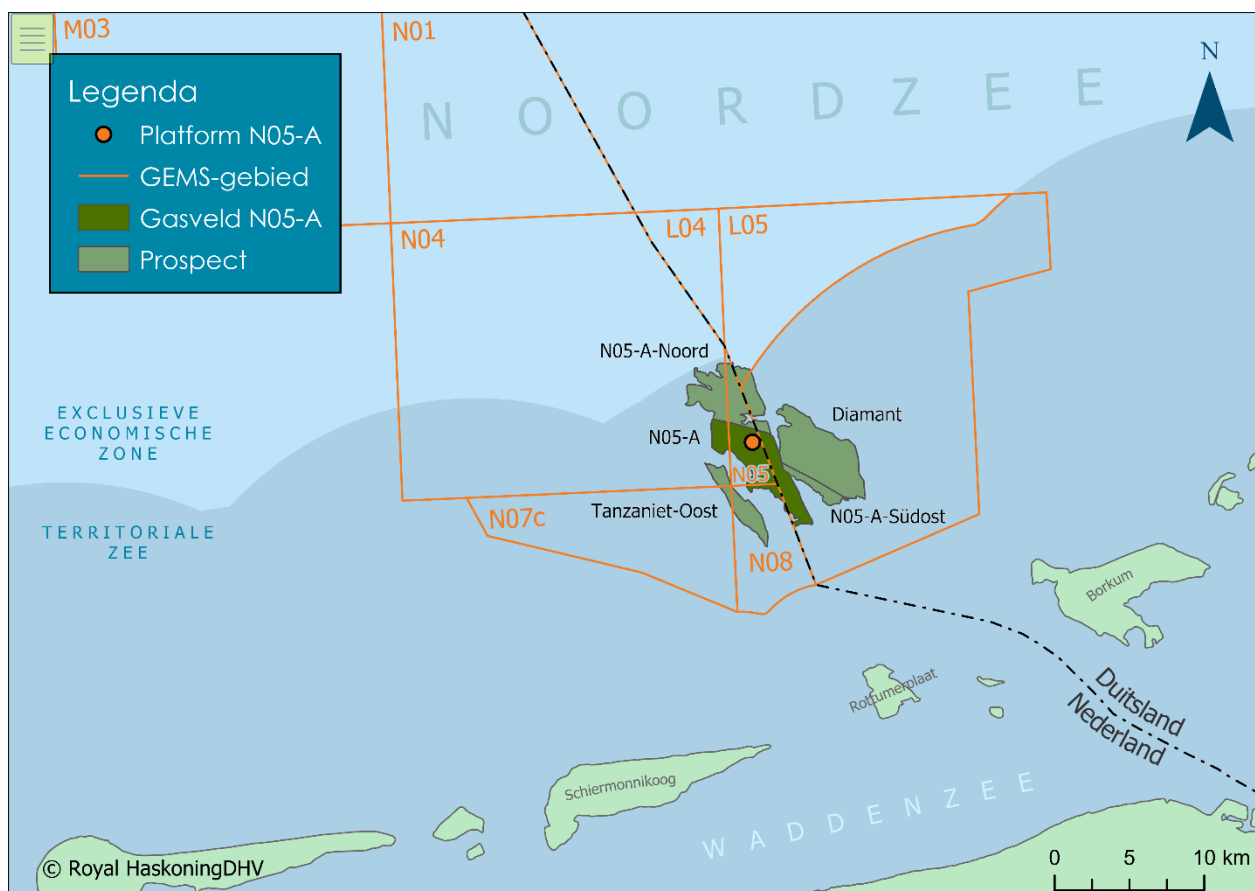 M03
N01
N
NOORDZEE
Legenda
Platform N05-A
GEMS-gebied
Gasveld N05-A
Prospect
N04
L04
L05
N05-A-Noord
EXCLUSIEVE
ECONOMISCHE
ZONE
Diamant
N05-A
N05
N07c
Tanzaniet-Oost
N05-A-Südost
TERRITORIALE
ZEE
N08
Borkum
Rottumerplaat
Duitsland
Nederland
Schiermonnikoog
WADDENZEE
© Royal HaskoningDHV
0 5 10 km